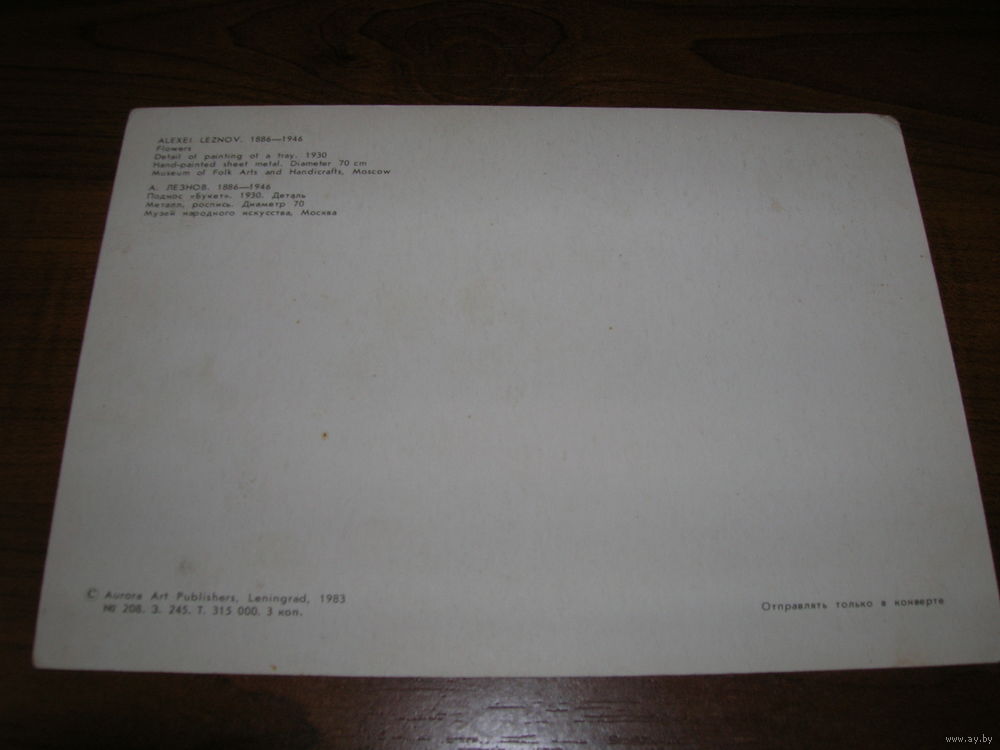 ALEXEI LEZNOV. 1886—1946
Flowers
Detail of painting of a tray. 1930
Hand-painted sheet metal. Diameter 70 cm
Museum of Folk Arts and Handicrafts, Moscow
А. ЛЕЗНОВ. 1886—1946
Поднос «Букет». 1930. Деталь
Металл, роспись. Диаметр 70
Музей народного искусства, Москва
© Aurora Art Publishers, Leningrad, 1983
№ 208. З. 245. Т. 315 000. 3 коп.
Отправлять только в конверте
www.ay.by